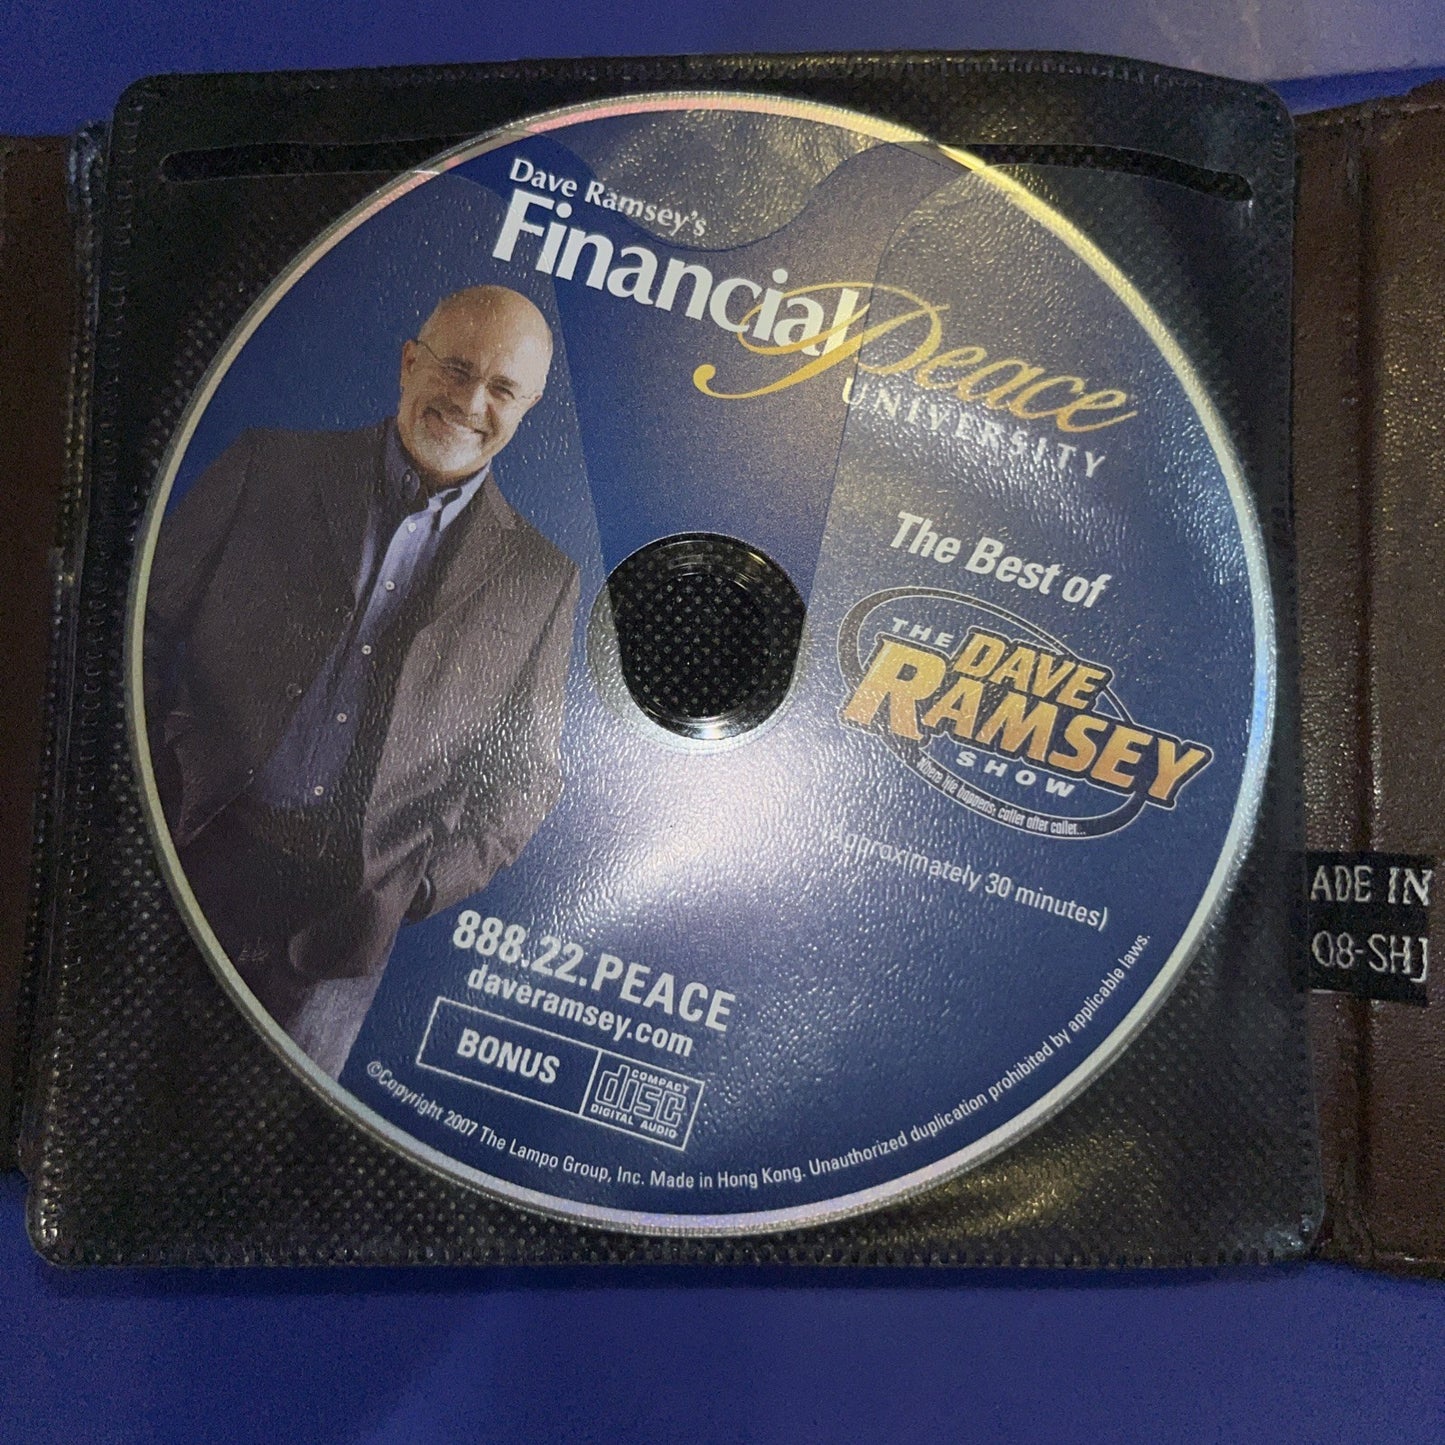 Dave Ramsey's
Financial Peace
UNIVERSITY
The Best of
THE
DAVE
RAMSEY
SHOW
Where life happens; caller after caller...
(Approximately 30 minutes)
888.22.PEACE
daveramsey.com
BONUS
COMPACT
disc
DIGITAL AUDIO
©Copyright 2007 The Lampo Group, Inc. Made in Hong Kong. Unauthorized duplication prohibited by applicable laws.
ADE IN
08-SHJ